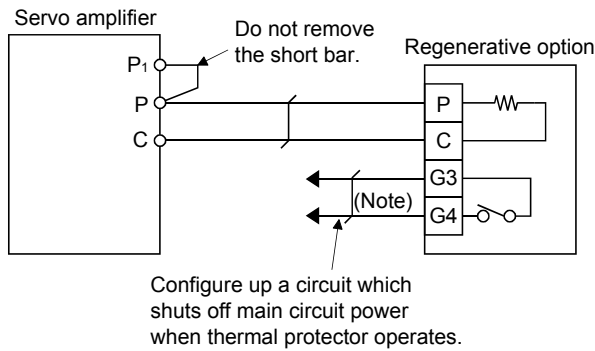 Servo amplifier
Do not remove
the short bar.
Regenerative option
P1
P
C
P
C
G3
G4
(Note)
Configure up a circuit which
shuts off main circuit power
when thermal protector operates.